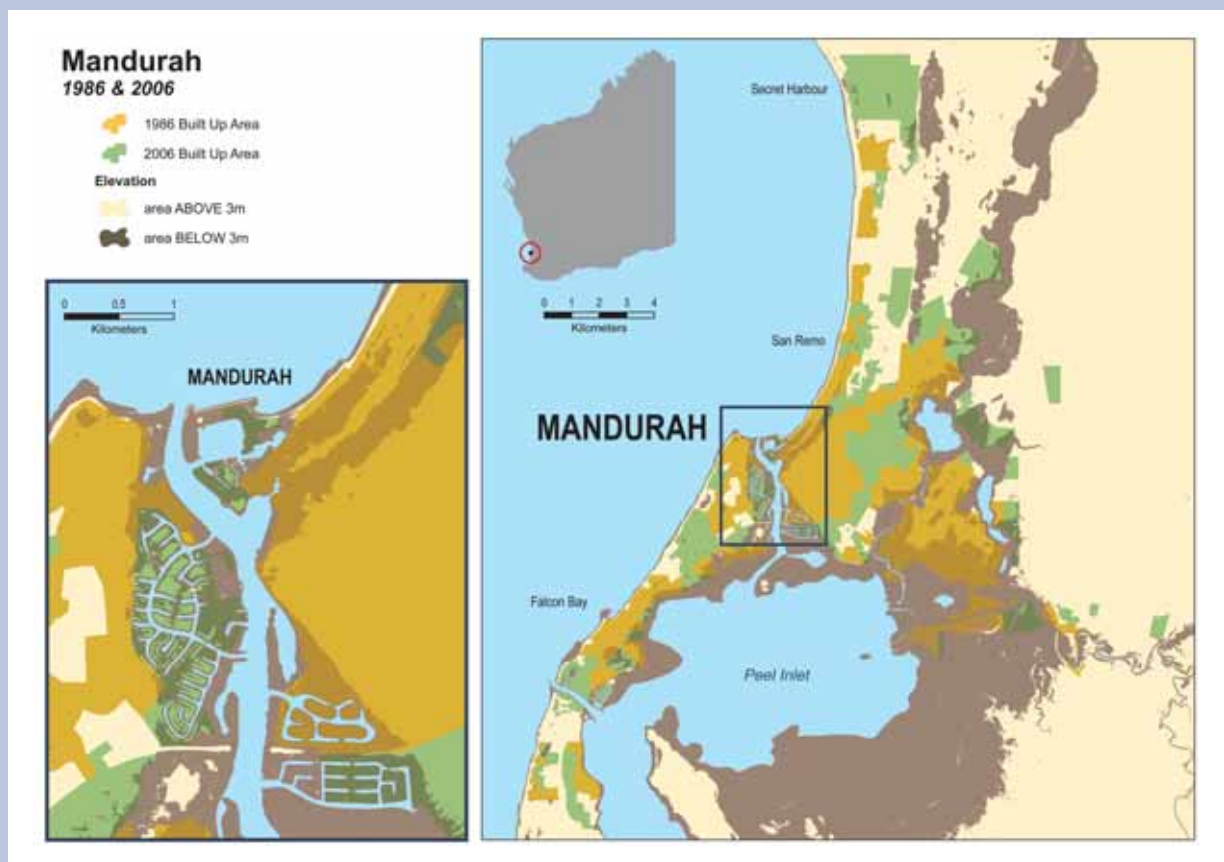 Mandurah
1986 & 2006
1986 Built Up Area
2006 Built Up Area
Elevation
area ABOVE 3m
area BELOW 3m
0 0.5 1
Kilometers
MANDURAH
Secret Harbour
0 1 2 3 4
Kilometers
San Remo
MANDURAH
Falcon Bay
Peel Inlet